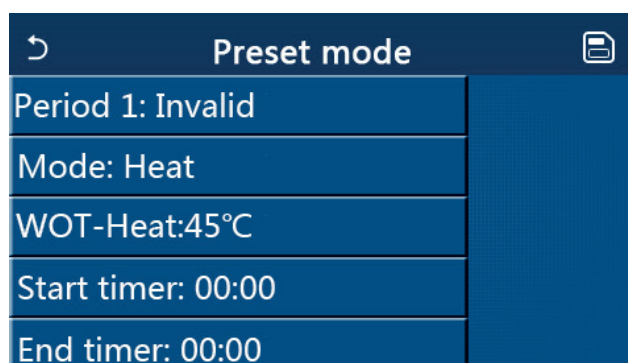 Preset mode
Period 1: Invalid
Mode: Heat
WOT-Heat:45℃
Start timer: 00:00
End timer: 00:00